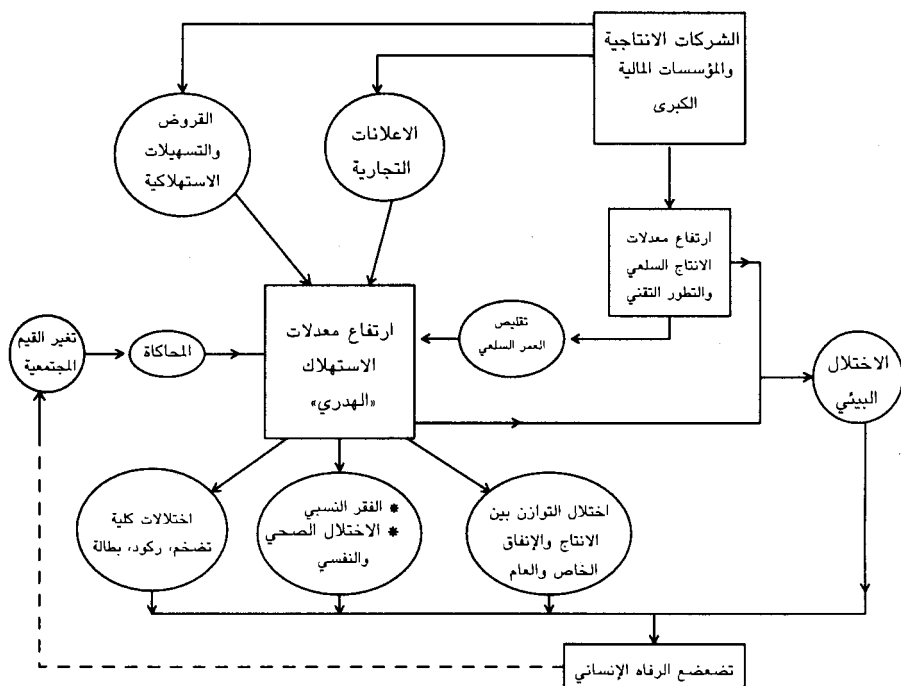 الشركات الانتاجية
والمؤسسات المالية
الكبرى
القروض
والتسهيلات
الاستهلاكية
الاعلانات
التجارية
ارتفاع معدلات
الانتاج السلعي
والتطور التقني
تقليص
العمر السلعي
ارتفاع معدلات
الاستهلاك
«الهدري»
المحاكاة
تغير القيم
المجتمعية
الاختلال
البيئي
اختلال التوازن بين
الانتاج والإنفاق
الخاص والعام
* الفقر النسبي
* الاختلال الصحي
والنفسي
اختلالات كلية
تضخم، ركود، بطالة
تضعضع الرفاه الإنساني